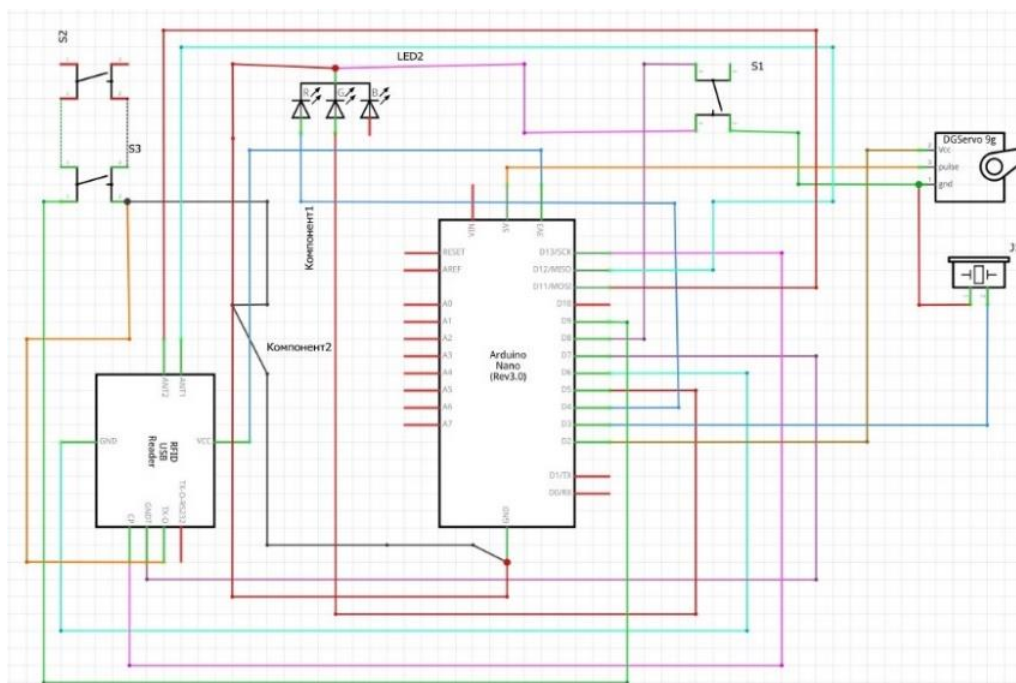 S2
LED2
S1
R
G
B
S3
DGServo 9g
Vcc
pulse
gnd
Компонент1
VIN
5V
3V3
RESET
AREF
A0
A1
A2
A3
A4
A5
A6
A7
Arduino
Nano
(Rev3.0)
D13/SCK
D12/MISO
D11/MOSI
D10
D9
D8
D7
D6
D5
D4
D3
D2
D1/TX
D0/RX
GND
Компонент2
ANT2
ANT1
GND
RFID
USB
Reader
VCC
CP
GND?
TX-O
TX-O-RS232